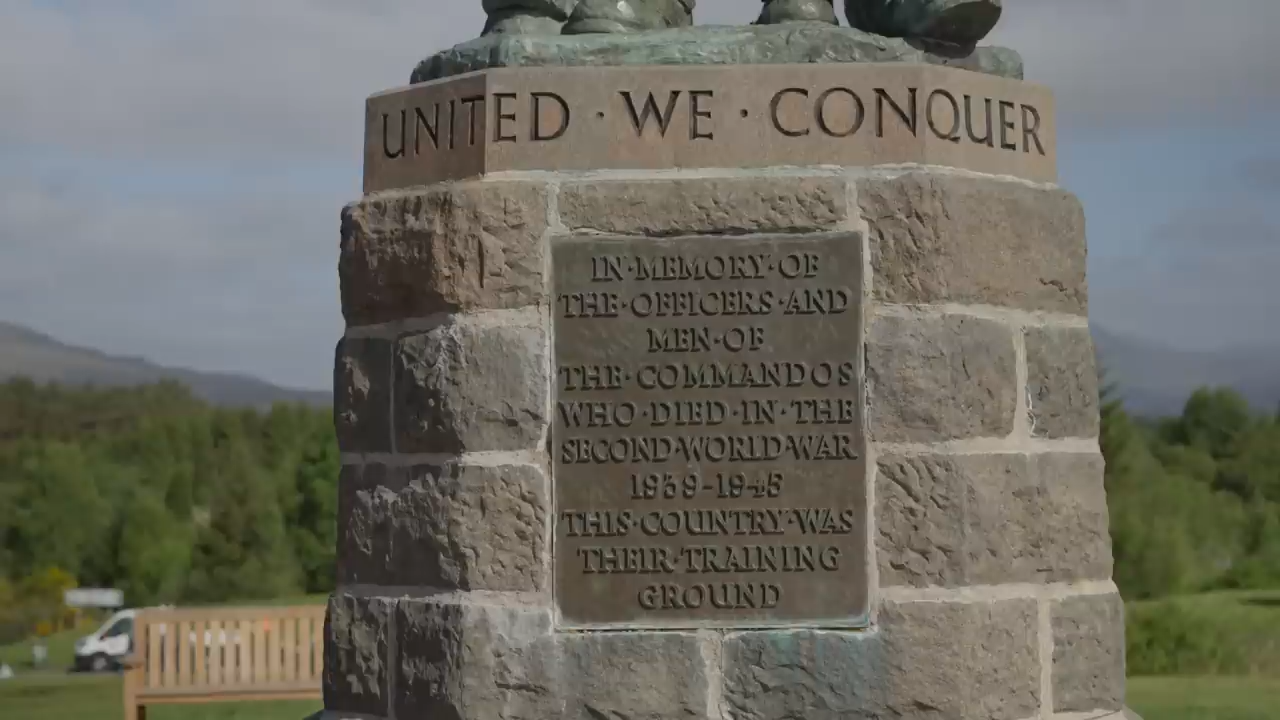 UNITED · WE · CONQUER
IN·MEMORY·OF
THE·OFFICERS·AND
MEN·OF
THE·COMMANDOS
WHO·DIED·IN·THE
SECOND·WORLD·WAR
1939-1945
THIS·COUNTRY·WAS
THEIR·TRAINING
GROUND